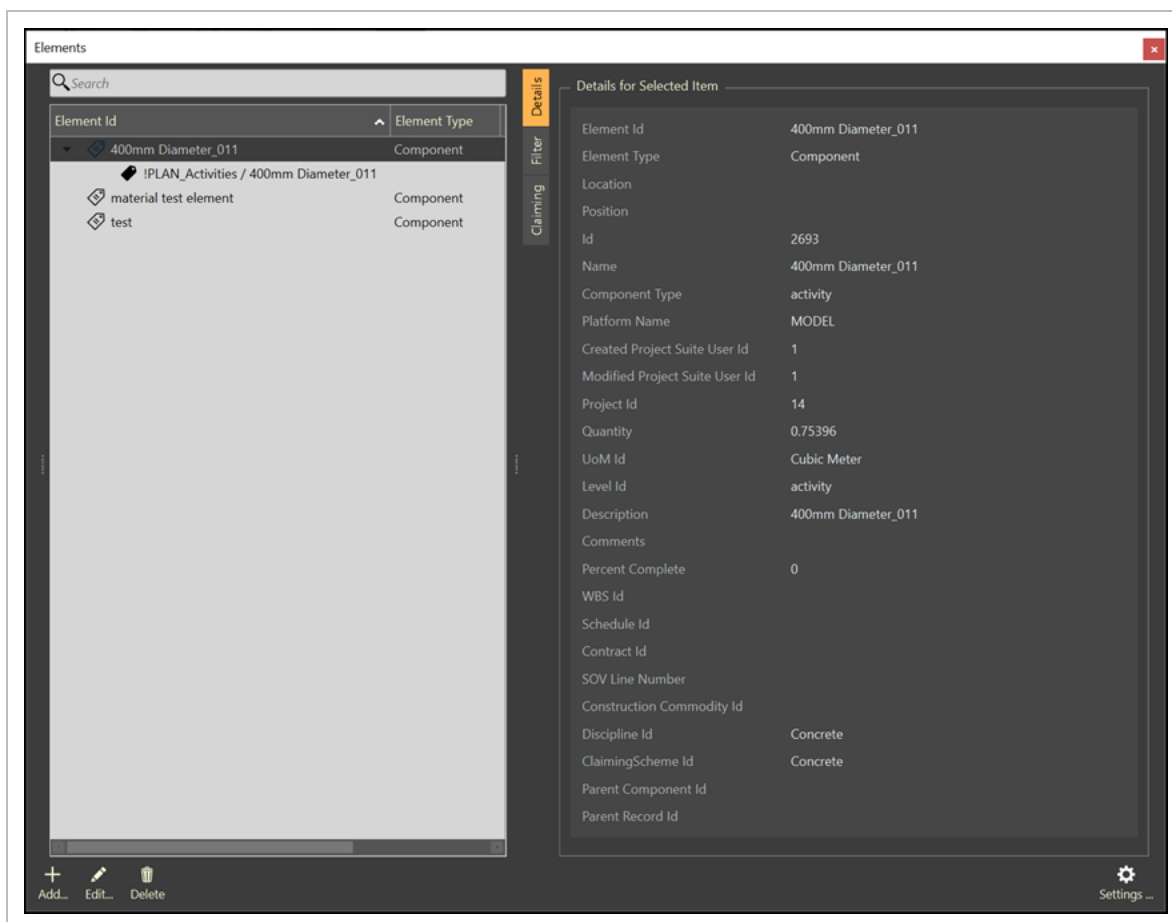 Elements
Search
Element Id Element Type
400mm Diameter_011 Component
!PLAN_Activities / 400mm Diameter_011
material test element Component
test Component
Details
Filter
Claiming
Details for Selected Item
Element Id 400mm Diameter_011
Element Type Component
Location
Position
Id 2693
Name 400mm Diameter_011
Component Type activity
Platform Name MODEL
Created Project Suite User Id 1
Modified Project Suite User Id 1
Project Id 14
Quantity 0.75396
UoM Id Cubic Meter
Level Id activity
Description 400mm Diameter_011
Comments
Percent Complete 0
WBS Id
Schedule Id
Contract Id
SOV Line Number
Construction Commodity Id
Discipline Id Concrete
ClaimingScheme Id Concrete
Parent Component Id
Parent Record Id
Add... Edit... Delete
Settings ...